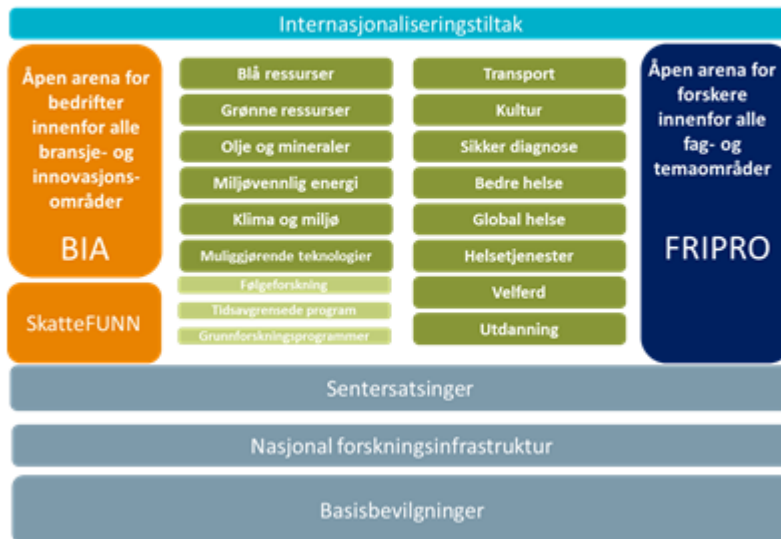 Internasjonaliseringstiltak
Åpen arena for
bedrifter
innenfor alle
bransje- og
innovasjons-
områder
BIA
SkatteFUNN
Blå ressurser
Grønne ressurser
Olje og mineraler
Miljøvennlig energi
Klima og miljø
Muliggjørende teknologier
Følgeforskning
Tidsavgrensede program
Grunnforskningsprogrammer
Transport
Kultur
Sikker diagnose
Bedre helse
Global helse
Helsetjenester
Velferd
Utdanning
Åpen arena for
forskere
innenfor alle
fag- og
temaområder
FRIPRO
Sentersatsinger
Nasjonal forskningsinfrastruktur
Basisbevilgninger